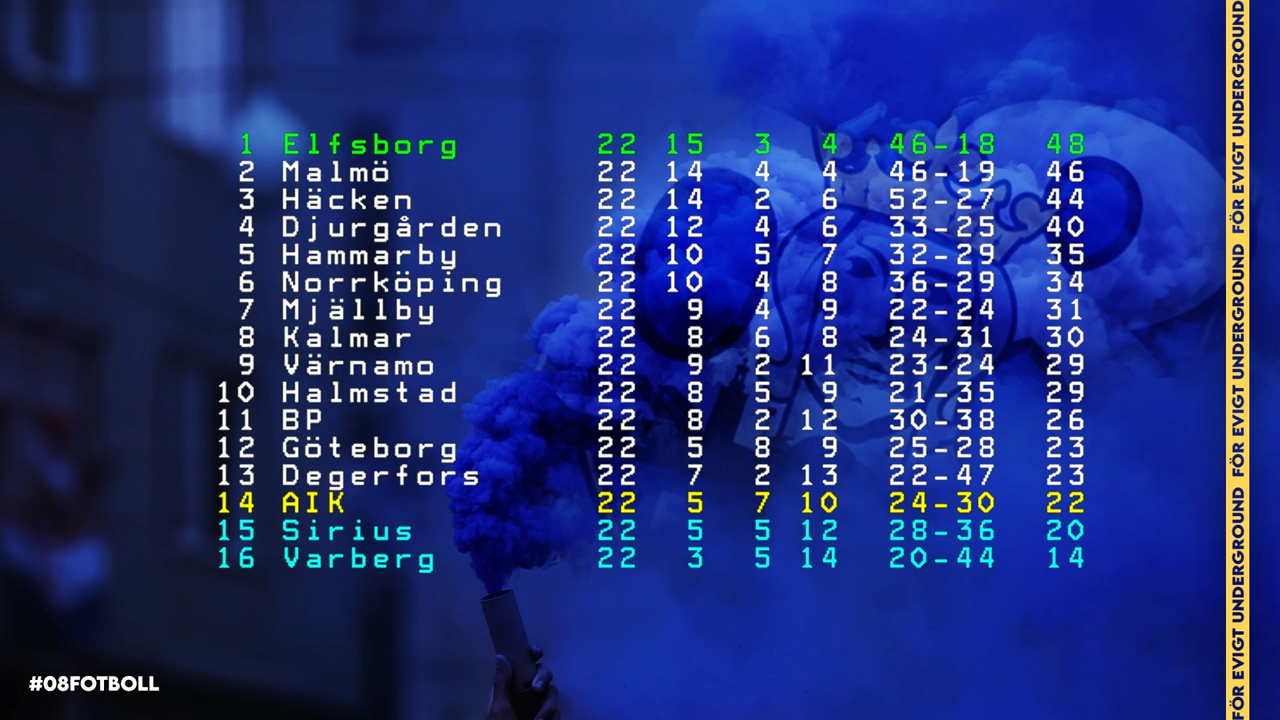 1 Elfsborg 22 15 3 4 46-18 48
2 Malmö 22 14 4 4 46-19 46
3 Häcken 22 14 2 6 52-27 44
4 Djurgården 22 12 4 6 33-25 40
5 Hammarby 22 10 5 7 32-29 35
6 Norrköping 22 10 4 8 36-29 34
7 Mjällby 22 9 4 9 22-24 31
8 Kalmar 22 8 6 8 24-31 30
9 Värnamo 22 9 2 11 23-24 29
10 Halmstad 22 8 5 9 21-35 29
11 BP 22 8 2 12 30-38 26
12 Göteborg 22 5 8 9 25-28 23
13 Degerfors 22 7 2 13 22-47 23
14 AIK 22 5 7 10 24-30 22
15 Sirius 22 5 5 12 28-36 20
16 Varberg 22 3 5 14 20-44 14
#08FOTBOLL
FÖR EVIGT UNDERGROUND FÖR EVIGT UNDERGROUND FÖR EVIGT UNDERGROUND